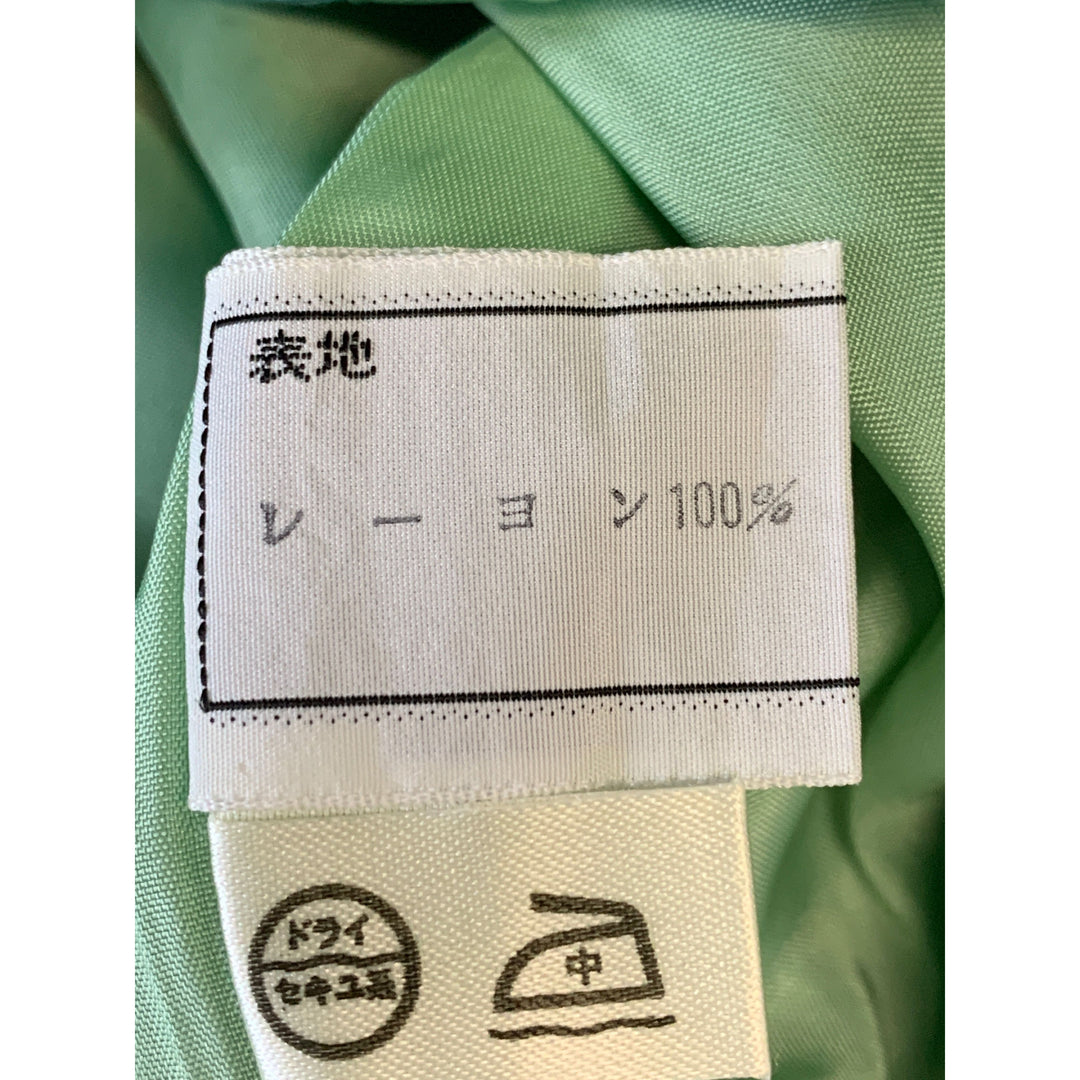 表地
レーヨン100%
ドライ
セキユ系
中